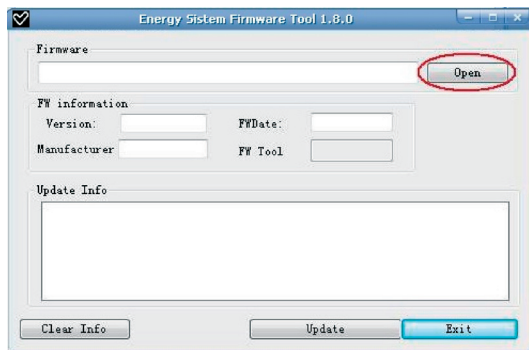 Energy Sistem Firmware Tool 1.8.0
Firmware
Open
FW information
Version:
FWDate:
Manufacturer
FW Tool
Update Info
Clear Info
Update
Exit